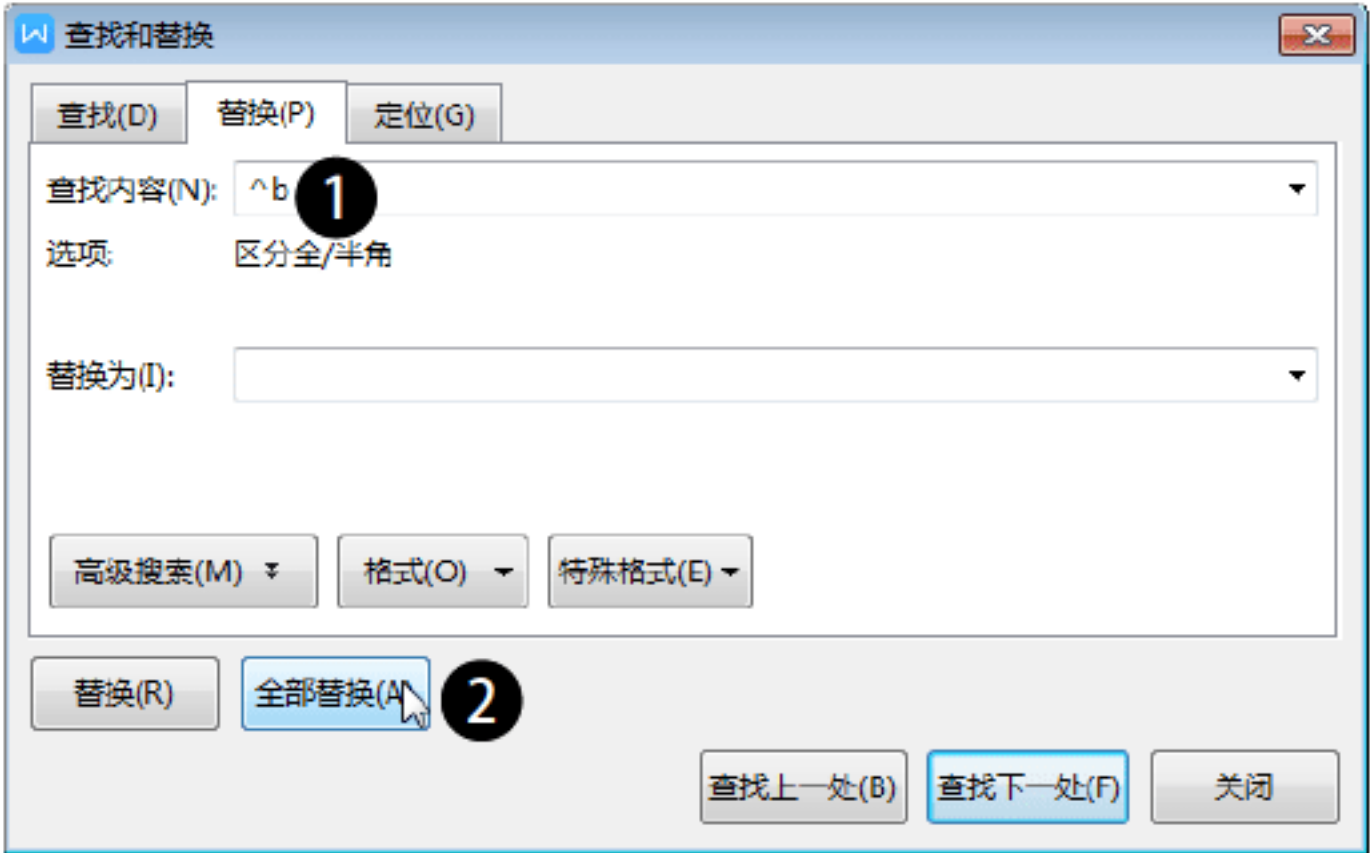 查找和替换
查找(D) 替换(P) 定位(G)
查找内容(N): ^b 1
选项: 区分全/半角
替换为(I):
高级搜索(M) 格式(O) 特殊格式(E)
替换(R) 全部替换(A 2
查找上一处(B) 查找下一处(F) 关闭